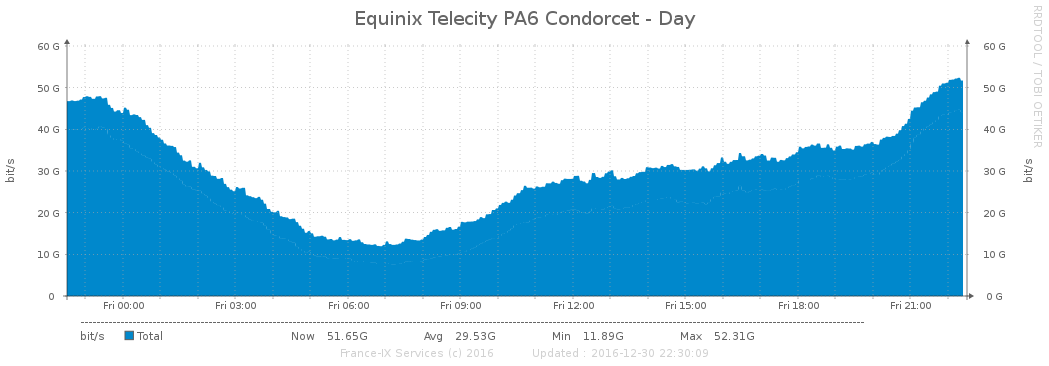 Equinix Telecity PA6 Condorcet - Day
RRDTOOL / TOBI OETIKER
bit/s
60 G
50 G
40 G
30 G
20 G
10 G
0
60 G
50 G
40 G
30 G
20 G
10 G
0 G
bit/s
Fri 00:00 Fri 03:00 Fri 06:00 Fri 09:00 Fri 12:00 Fri 15:00 Fri 18:00 Fri 21:00
bit/s Total Now 51.65G Avg 29.53G Min 11.89G Max 52.31G
France-IX Services (c) 2016 Updated : 2016-12-30 22:30:09